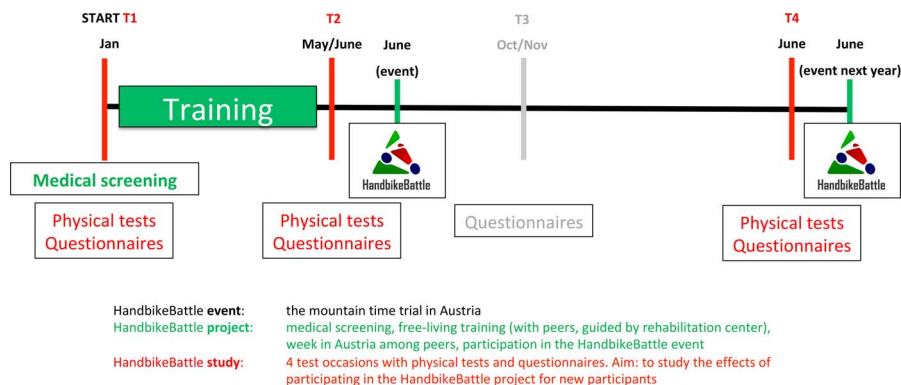 START T1
T2
T3
T4
Jan
May/June
June
(event)
Oct/Nov
June
June
(event next year)
Training
HandbikeBattle
HandbikeBattle
Medical screening
Physical tests
Questionnaires
Physical tests
Questionnaires
Questionnaires
Physical tests
Questionnaires
HandbikeBattle event: the mountain time trial in Austria
HandbikeBattle project: medical screening, free-living training (with peers, guided by rehabilitation center),
week in Austria among peers, participation in the HandbikeBattle event
HandbikeBattle study: 4 test occasions with physical tests and questionnaires. Aim: to study the effects of
participating in the HandbikeBattle project for new participants